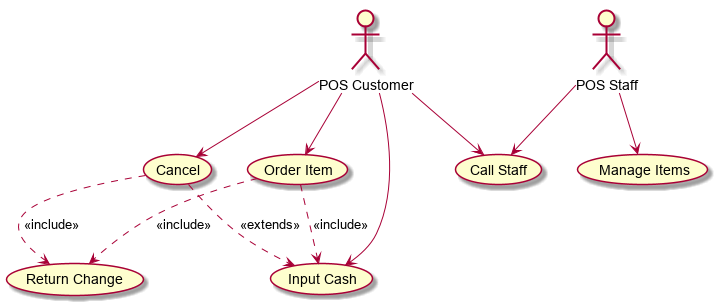 POS Customer
POS Staff
Cancel
Order Item
Call Staff
Manage Items
«include»
«include»
«extends»
«include»
Return Change
Input Cash